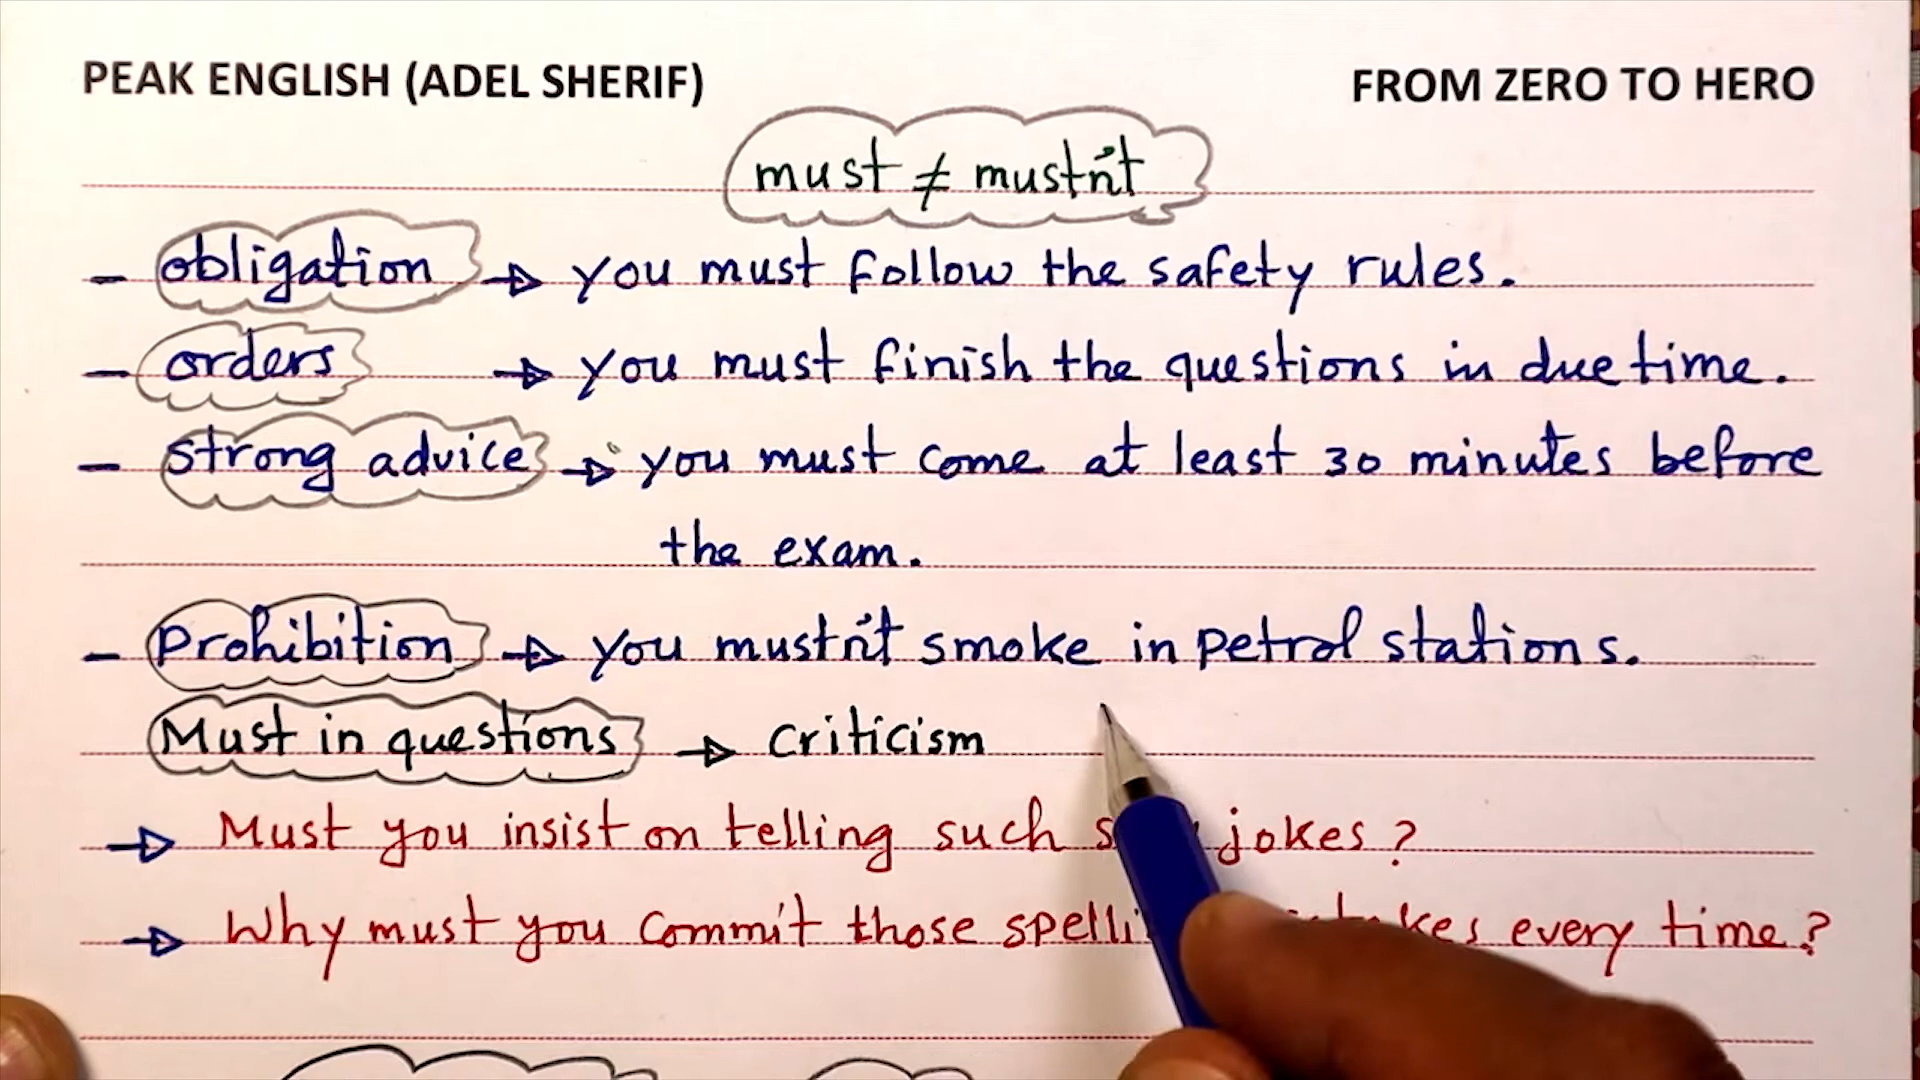 PEAK ENGLISH (ADEL SHERIF) FROM ZERO TO HERO
must ≠ mustn't
- obligation → you must follow the safety rules.
- orders → you must finish the questions in due time.
- strong advice → you must come at least 30 minutes before
the exam.
- Prohibition → you mustn't smoke in petrol stations.
Must in questions → criticism
→ Must you insist on telling such jokes?
→ Why must you commit those every time?